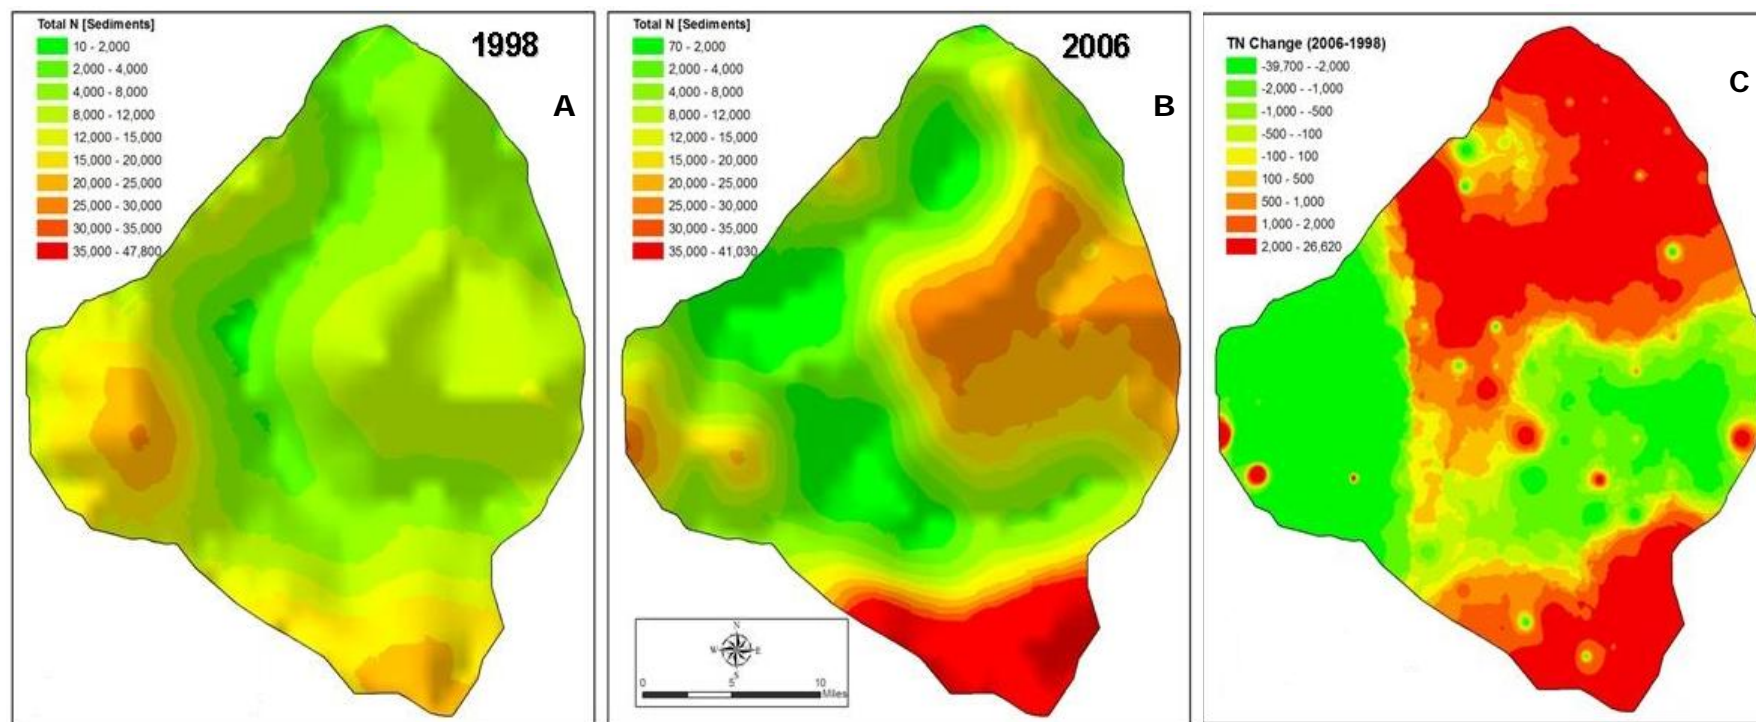 Total N [Sediments]
1998
10 - 2,000
2,000 - 4,000
4,000 - 8,000
8,000 - 12,000
12,000 - 15,000
15,000 - 20,000
20,000 - 25,000
25,000 - 30,000
30,000 - 35,000
35,000 - 47,800
A
Total N [Sediments]
2006
70 - 2,000
2,000 - 4,000
4,000 - 8,000
8,000 - 12,000
12,000 - 15,000
15,000 - 20,000
20,000 - 25,000
25,000 - 30,000
30,000 - 35,000
35,000 - 41,030
B
N
W E
S
0 5 10
Miles
TN Change (2006-1998)
-39,700 - -2,000
-2,000 - -1,000
-1,000 - -500
-500 - -100
-100 - 100
100 - 500
500 - 1,000
1,000 - 2,000
2,000 - 26,620
C